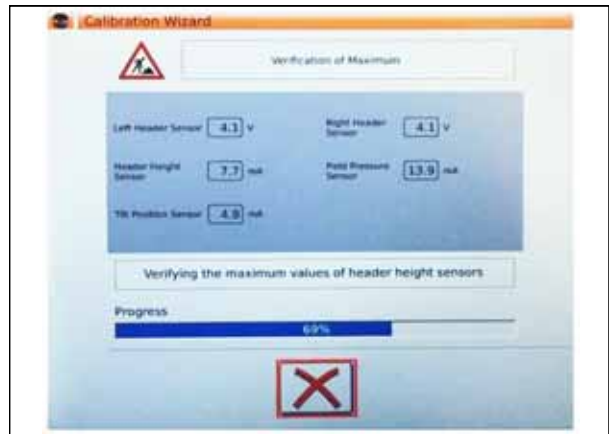 Calibration Wizard
Verification of Maximum
Left Header Sensor 4.1 V
Right Header Sensor 4.1 V
Header Height Sensor 7.7 mA
Field Pressure Sensor 13.9 mA
Tilt Position Sensor 4.9 mA
Verifying the maximum values of header height sensors
Progress
69%